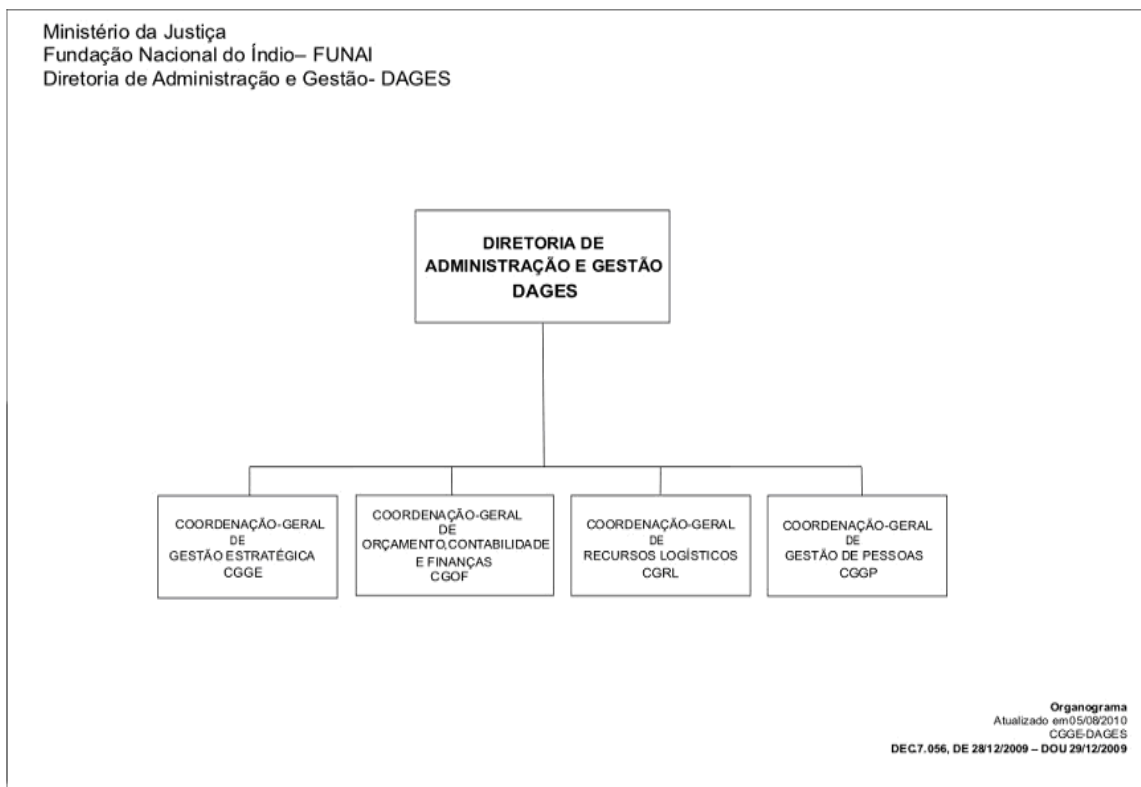 Ministério da Justiça
Fundação Nacional do Índio– FUNAI
Diretoria de Administração e Gestão- DAGES
DIRETORIA DE
ADMINISTRAÇÃO E GESTÃO
DAGES
COORDENAÇÃO-GERAL
DE
GESTÃO ESTRATÉGICA
CGGE
COORDENAÇÃO-GERAL
DE
ORÇAMENTO,CONTABILIDADE
E FINANÇAS
CGOF
COORDENAÇÃO-GERAL
DE
RECURSOS LOGÍSTICOS
CGRL
COORDENAÇÃO-GERAL
DE
GESTÃO DE PESSOAS
CGGP
Organograma
Atualizado em05/08/2010
CGGE-DAGES
DEC.7.056, DE 28/12/2009 – DOU 29/12/2009